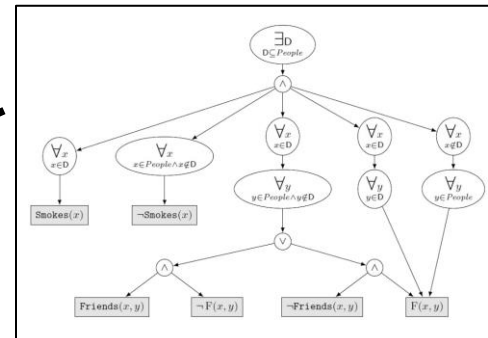 ∃D
D⊆People
∧
∀x ∀x ∀x ∀x ∀x
x∈D x∈People∧x∉D x∈D x∈D x∉D
∀y ∀y ∀y
y∈People∧y∉D y∈D y∈People
Smokes(x) ¬Smokes(x)
∨
∧ ∧
Friends(x, y) ¬ F(x, y) ¬Friends(x, y) F(x, y)